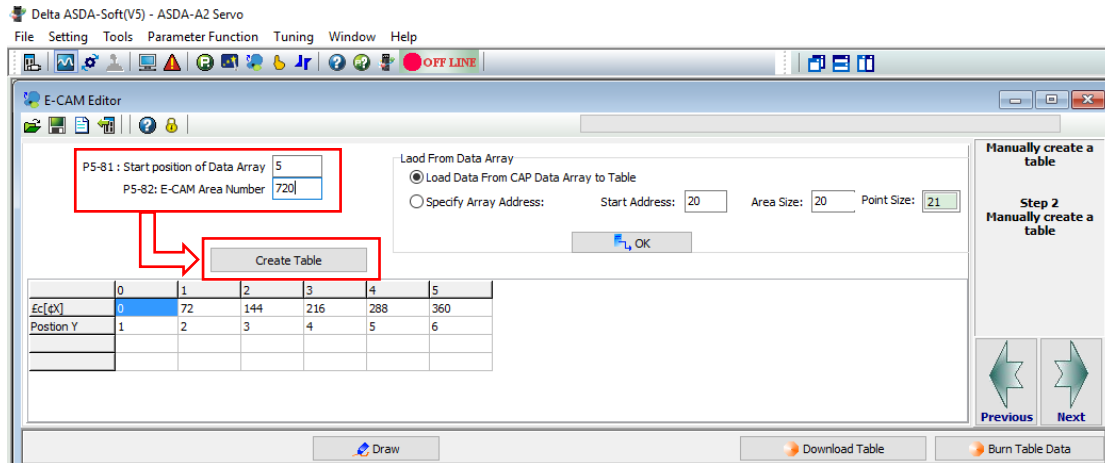 Delta ASDA-Soft(V5) - ASDA-A2 Servo
File Setting Tools Parameter Function Tuning Window Help
OFF LINE
E-CAM Editor
P5-81 : Start position of Data Array 5
P5-82: E-CAM Area Number 720
Create Table
Laod From Data Array
Load Data From CAP Data Array to Table
Specify Array Address: Start Address: 20 Area Size: 20 Point Size: 21
OK
Manually create a
table
Step 2
Manually create a
table
0 1 2 3 4 5
£c[¢X] 0 72 144 216 288 360
Postion Y 1 2 3 4 5 6
Previous Next
Draw Download Table Burn Table Data